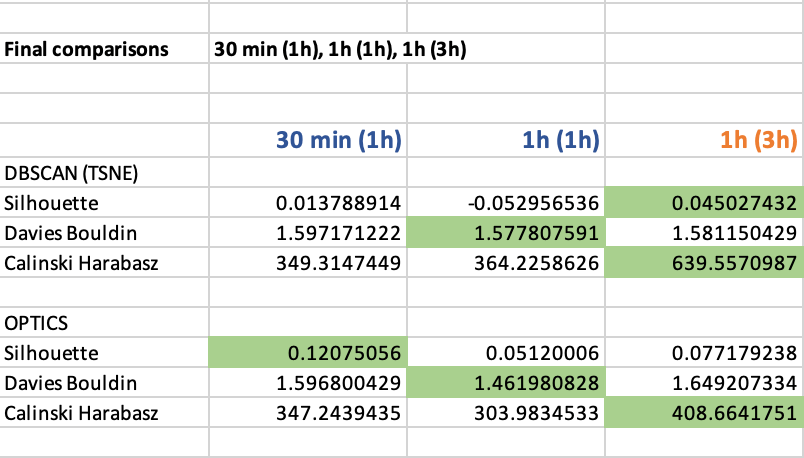 Final comparisons 30 min (1h), 1h (1h), 1h (3h)
30 min (1h) 1h (1h) 1h (3h)
DBSCAN (TSNE)
Silhouette 0.013788914 -0.052956536 0.045027432
Davies Bouldin 1.597171222 1.577807591 1.581150429
Calinski Harabasz 349.3147449 364.2258626 639.5570987
OPTICS
Silhouette 0.12075056 0.05120006 0.077179238
Davies Bouldin 1.596800429 1.461980828 1.649207334
Calinski Harabasz 347.2439435 303.9834533 408.6641751